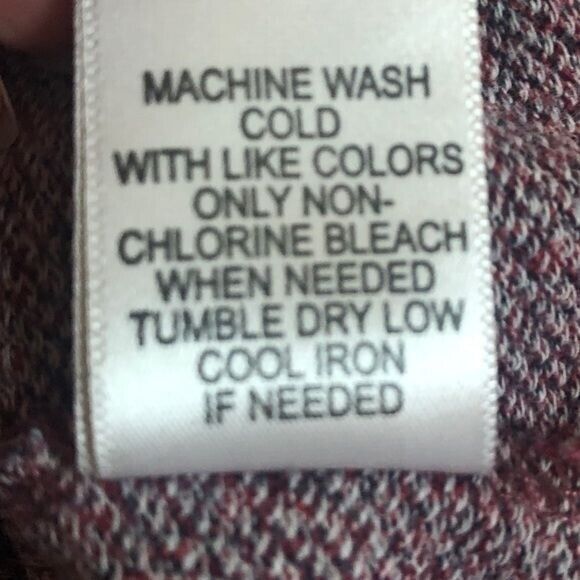 MACHINE WASH
COLD
WITH LIKE COLORS
ONLY NON-
CHLORINE BLEACH
WHEN NEEDED
TUMBLE DRY LOW
COOL IRON
IF NEEDED